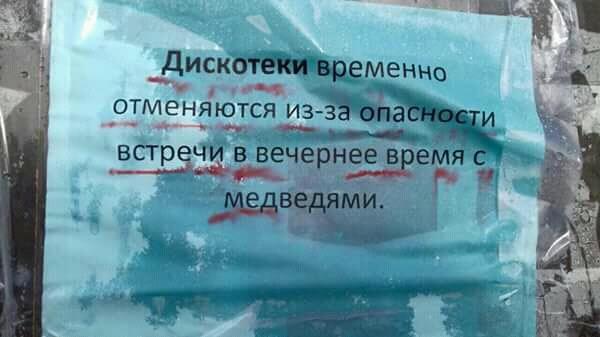 Дискотеки временно
отменяются из-за опасности
встречи в вечернее время с
медведями.